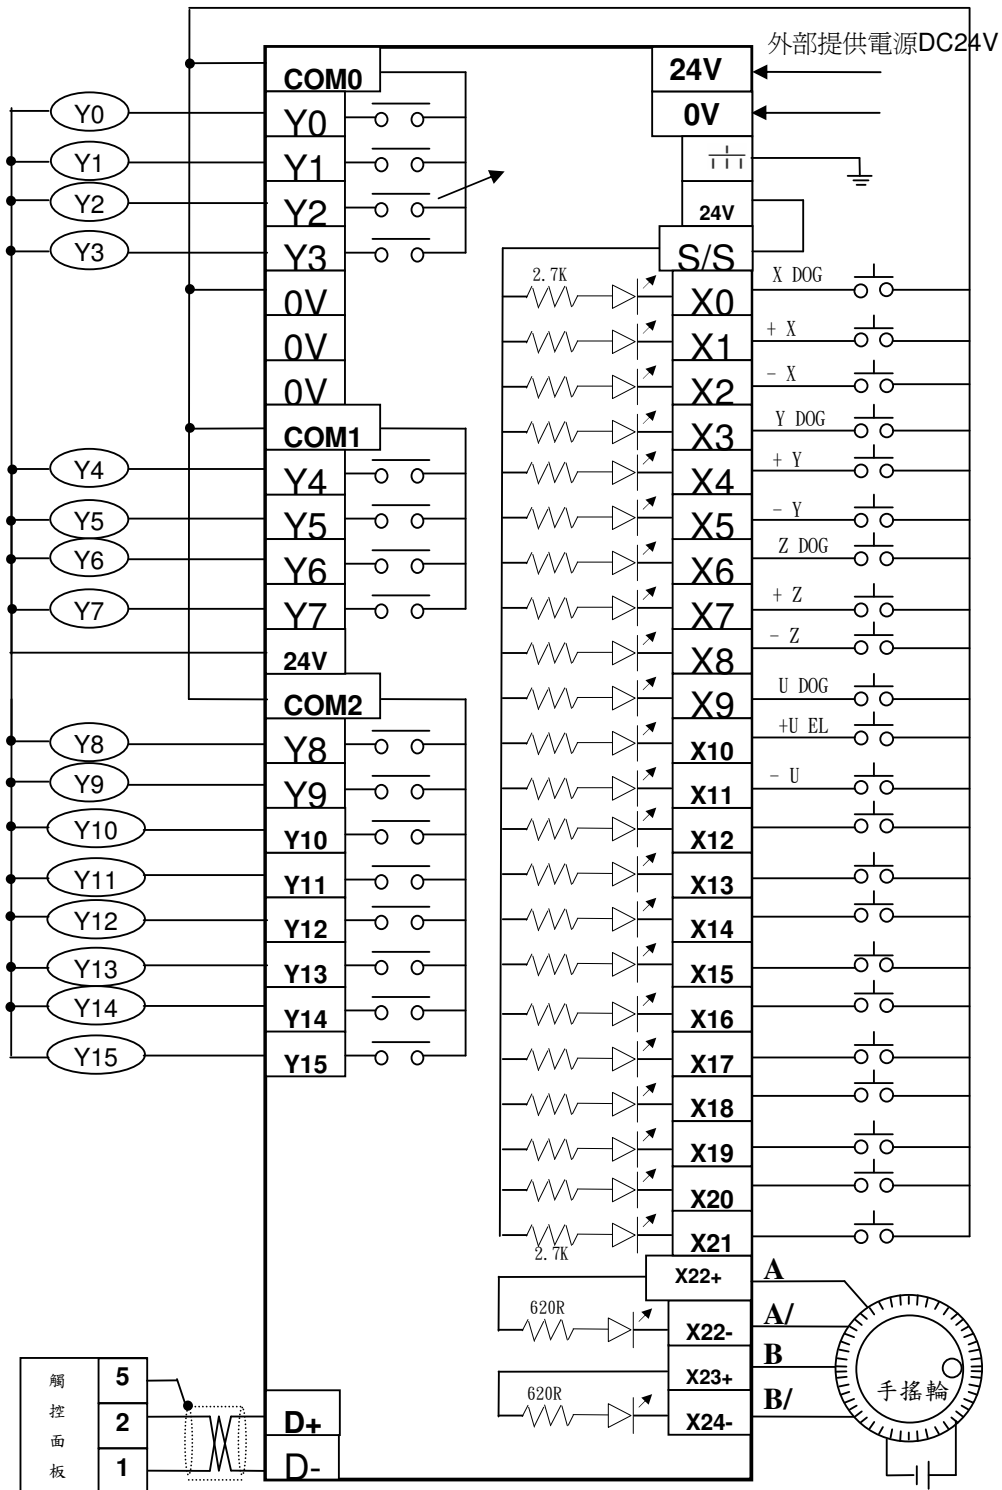 外部提供電源DC24V
COM0
24V
Y0
Y0
0V
Y1
Y1
Y2
Y2
24V
Y3
Y3
S/S
0V
2.7K
X0
X DOG
0V
X1
+ X
0V
X2
- X
COM1
X3
Y DOG
Y4
Y4
X4
+ Y
Y5
Y5
X5
- Y
Y6
Y6
X6
Z DOG
Y7
Y7
X7
+ Z
24V
X8
- Z
COM2
X9
U DOG
Y8
Y8
X10
+U EL
Y9
Y9
X11
- U
Y10
Y10
X12
Y11
Y11
X13
Y12
Y12
X14
Y13
Y13
X15
Y14
Y14
X16
Y15
Y15
X17
X18
X19
X20
X21
2.7K
X22+
A
620R
X22-
A/
X23+
B
620R
X24-
B/
手搖輪
觸控面板
5
2
D+
1
D-